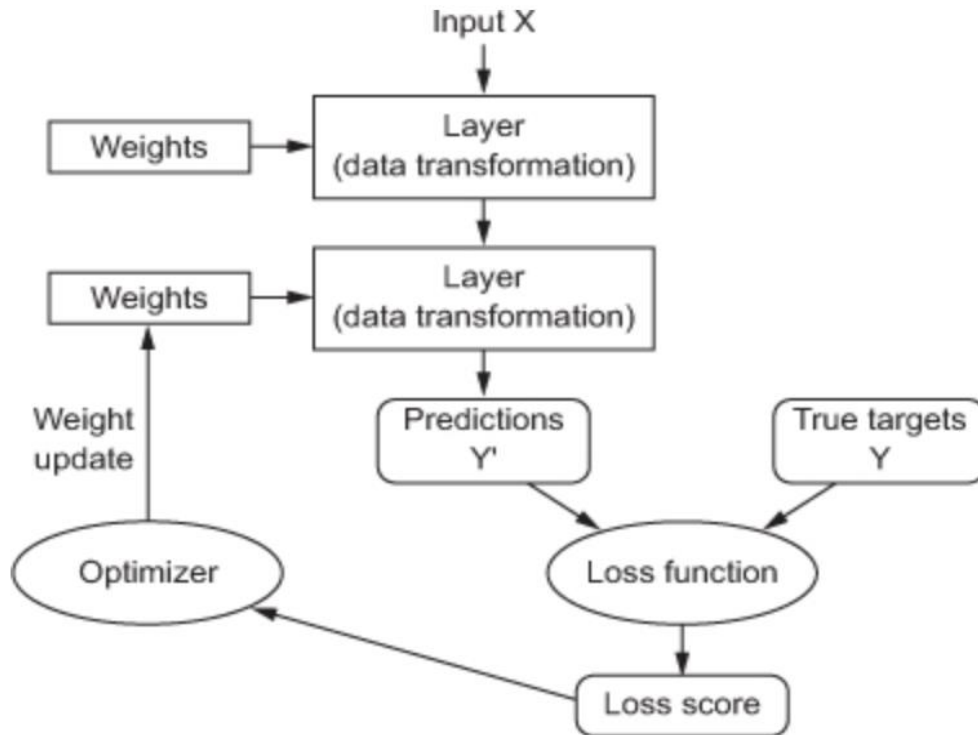 Input X
Weights
Layer
(data transformation)
Weights
Layer
(data transformation)
Weight
update
Predictions
Y'
True targets
Y
Optimizer
Loss function
Loss score